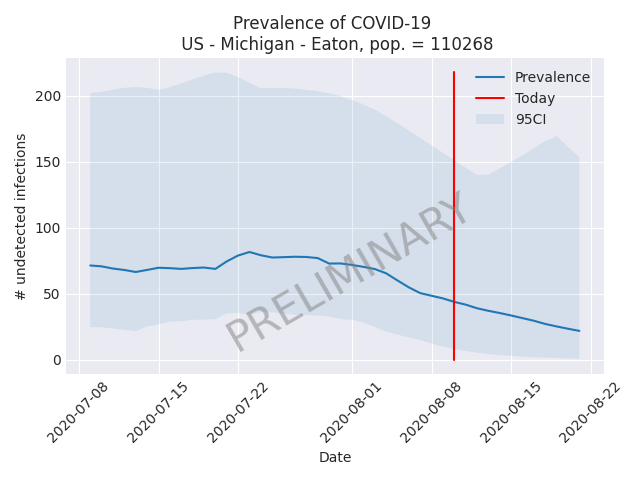 Prevalence of COVID-19
US - Michigan - Eaton, pop. = 110268
Prevalence
Today
95CI
200
150
100
50
0
# undetected infections
PRELIMINARY
2020-07-08
2020-07-15
2020-07-22
2020-08-01
2020-08-08
2020-08-15
2020-08-22
Date